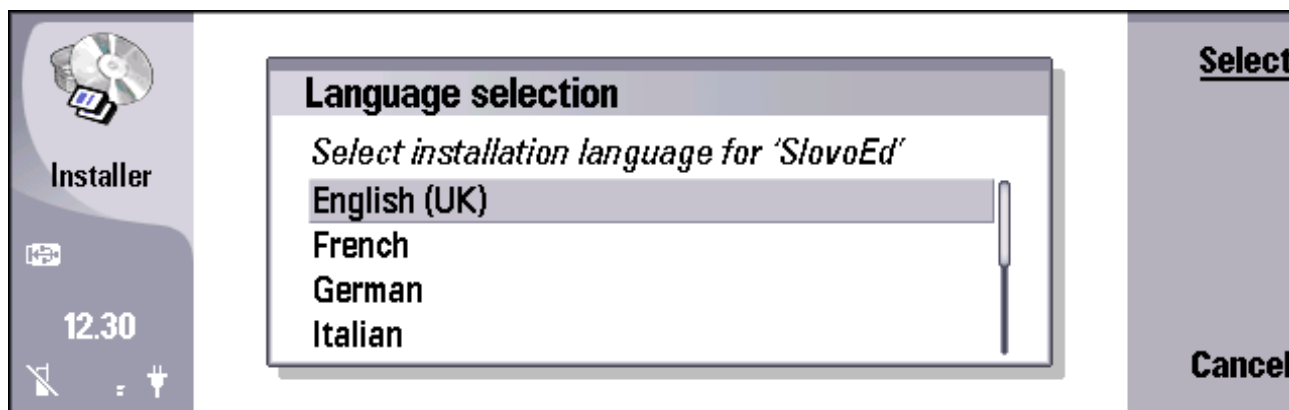 Installer
12.30
Language selection
Select installation language for 'SlovoEd'
English (UK)
French
German
Italian
Select
Cancel